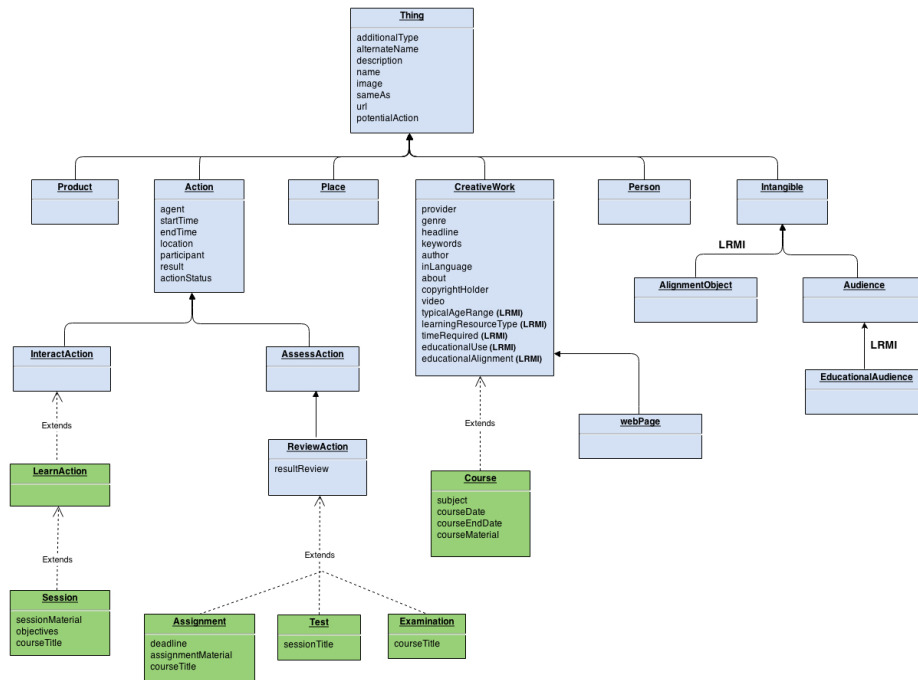 Thing
additionalType
alternateName
description
name
image
sameAs
url
potentialAction
Product
Action
agent
startTime
endTime
location
participant
result
actionStatus
Place
CreativeWork
provider
genre
headline
keywords
author
inLanguage
about
copyrightHolder
video
typicalAgeRange (LRMI)
learningResourceType (LRMI)
timeRequired (LRMI)
educationalUse (LRMI)
educationalAlignment (LRMI)
Person
Intangible
LRMI
AlignmentObject
Audience
LRMI
EducationalAudience
InteractAction
AssessAction
webPage
Extends
Extends
ReviewAction
resultReview
LearnAction
Course
subject
courseDate
courseEndDate
courseMaterial
Extends
Extends
Session
sessionMaterial
objectives
courseTitle
Assignment
deadline
assignmentMaterial
courseTitle
Test
sessionTitle
Examination
courseTitle